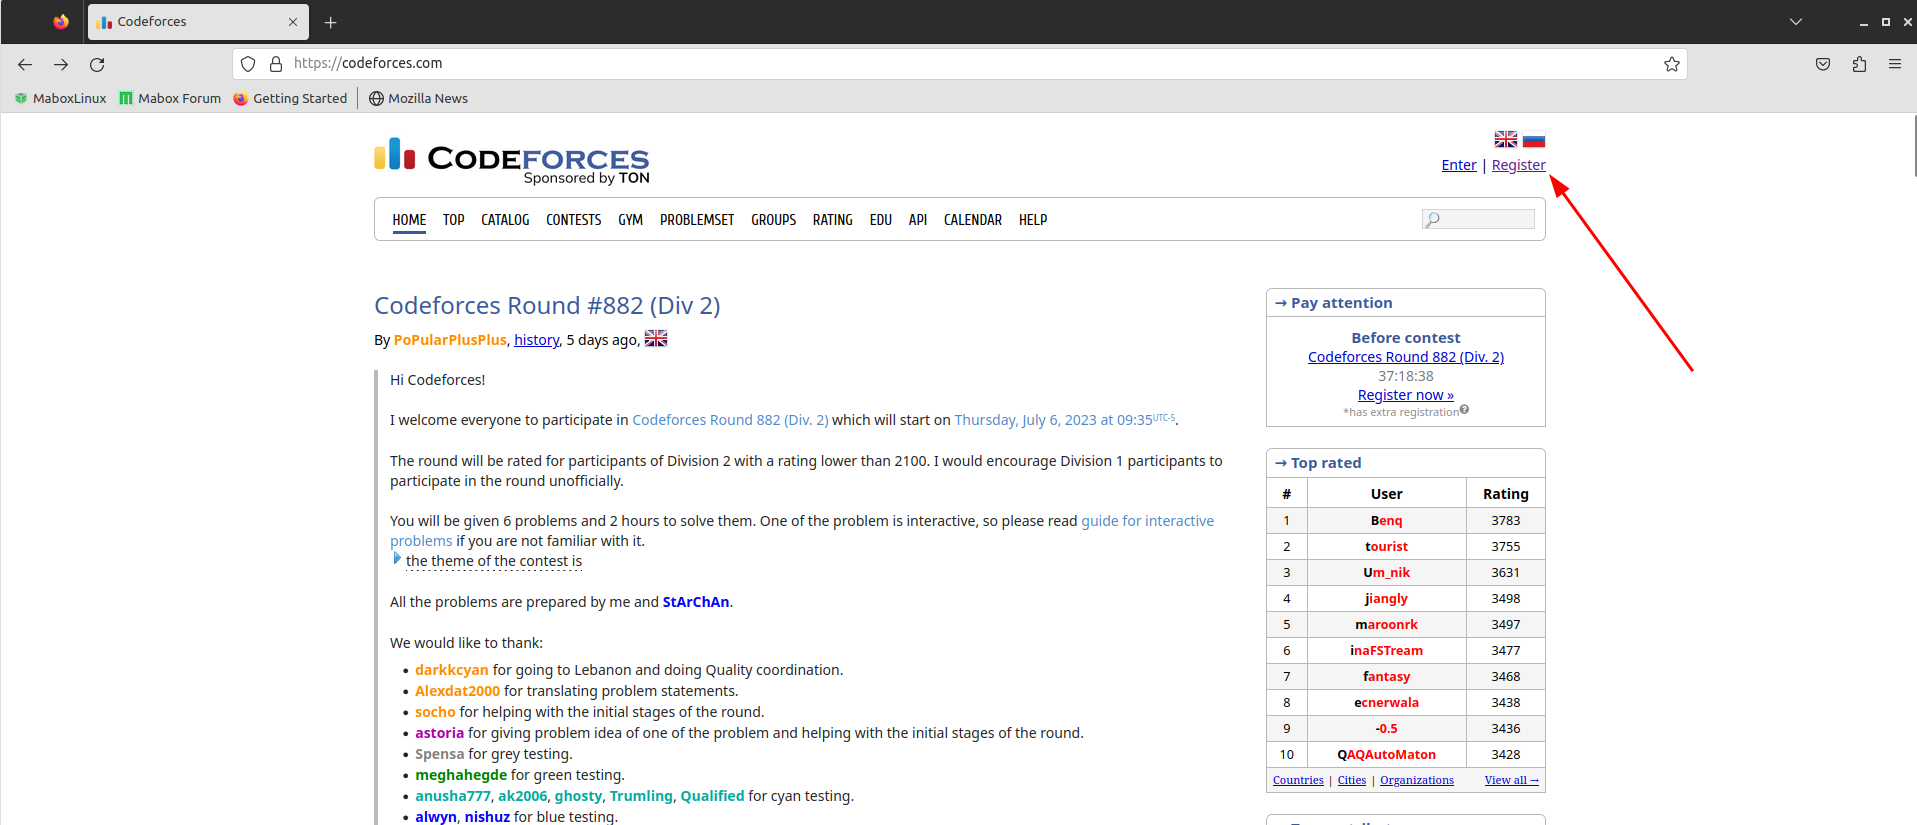 Codeforces
https://codeforces.com
MaboxLinux Mabox Forum Getting Started Mozilla News
CODEFORCES
Sponsored by TON
Enter | Register
HOME TOP CATALOG CONTESTS GYM PROBLEMSET GROUPS RATING EDU API CALENDAR HELP
Codeforces Round #882 (Div 2)
By PoPularPlusPlus, history, 5 days ago,
Hi Codeforces!
I welcome everyone to participate in Codeforces Round 882 (Div. 2) which will start on Thursday, July 6, 2023 at 09:35UTC-5.
The round will be rated for participants of Division 2 with a rating lower than 2100. I would encourage Division 1 participants to
participate in the round unofficially.
You will be given 6 problems and 2 hours to solve them. One of the problem is interactive, so please read guide for interactive
problems if you are not familiar with it.
the theme of the contest is
All the problems are prepared by me and StArChAn.
We would like to thank:
• darkkcyan for going to Lebanon and doing Quality coordination.
• Alexdat2000 for translating problem statements.
• socho for helping with the initial stages of the round.
• astoria for giving problem idea of one of the problem and helping with the initial stages of the round.
• Spensa for grey testing.
• meghahegde for green testing.
• anusha777, ak2006, ghosty, Trumling, Qualified for cyan testing.
• alwyn, nishuz for blue testing.
→ Pay attention
Before contest
Codeforces Round 882 (Div. 2)
37:18:38
Register now »
*has extra registration?
→ Top rated
# User Rating
1 Benq 3783
2 tourist 3755
3 Um_nik 3631
4 jiangly 3498
5 maroonrk 3497
6 inaFSTream 3477
7 fantasy 3468
8 ecnerwala 3438
9 -0.5 3436
10 QAQAutoMaton 3428
Countries | Cities | Organizations View all →